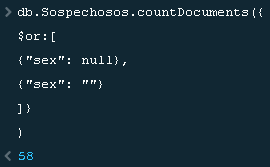 > db.Sospechosos.countDocuments({
$or:[
{"sex": null},
{"sex": ""}
]}
)
< 58